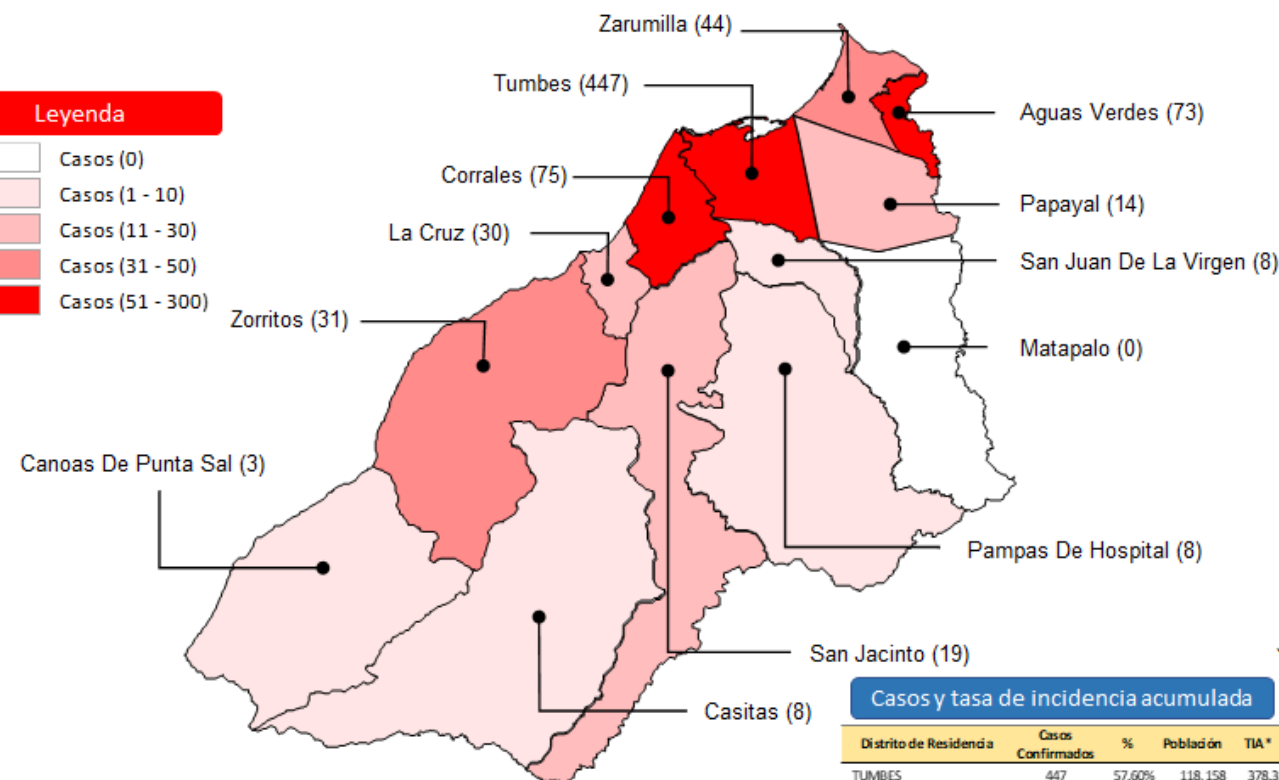 Zarumilla (44)
Tumbes (447)
Aguas Verdes (73)
Leyenda
Casos (0)
Casos (1 - 10)
Casos (11 - 30)
Casos (31 - 50)
Casos (51 - 300)
Corrales (75)
Papayal (14)
La Cruz (30)
San Juan De La Virgen (8)
Zorritos (31)
Matapalo (0)
Canoas De Punta Sal (3)
Pampas De Hospital (8)
San Jacinto (19)
Casitas (8)
Casos y tasa de incidencia acumulada
Distrito de Residencia Casos Confirmados % Población TIA*
TUMBES 447 57.60% 118,158 378.3